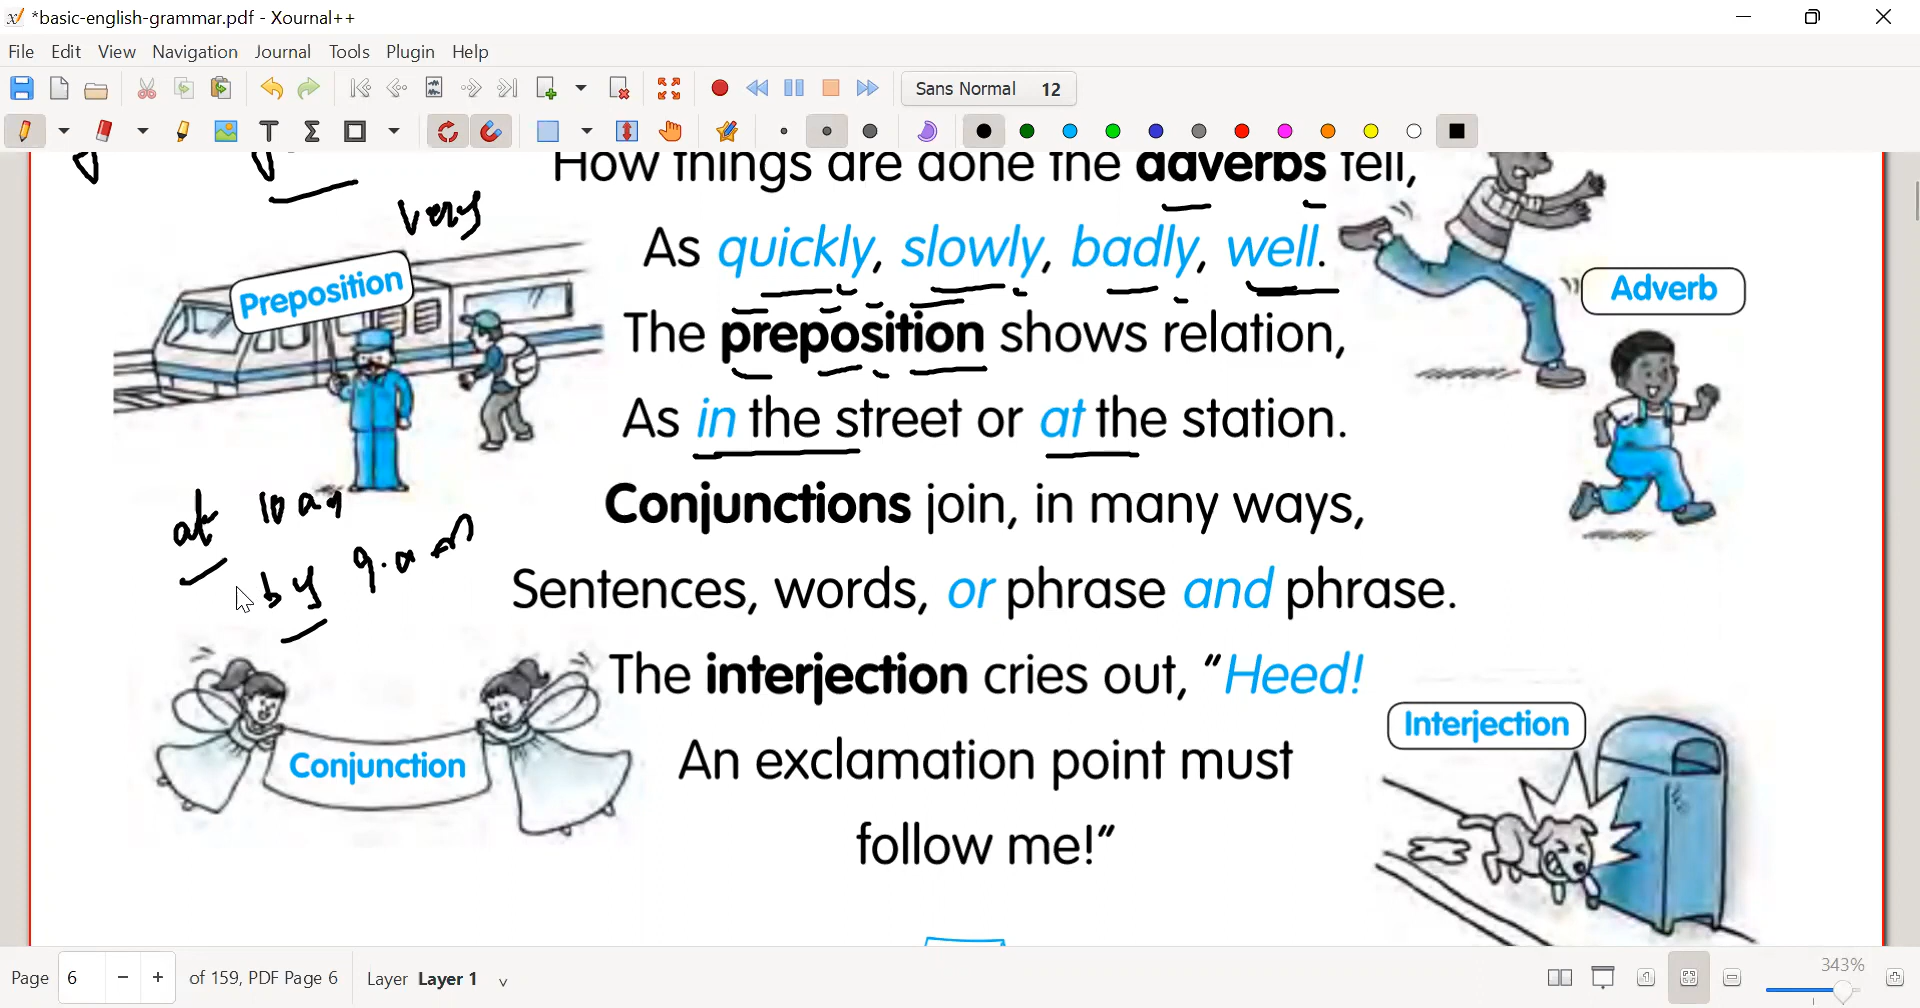 *basic-english-grammar.pdf - Xournal++
File Edit View Navigation Journal Tools Plugin Help
Sans Normal 12
How things are done the adverbs tell,
very
As quickly, slowly, badly, well.
Preposition
Adverb
The preposition shows relation,
As in the street or at the station.
at 10 am
Conjunctions join, in many ways,
by 9.am
Sentences, words, or phrase and phrase.
The interjection cries out, "Heed!
Interjection
Conjunction
An exclamation point must
follow me!"
Page 6 of 159, PDF Page 6 Layer Layer 1
343%